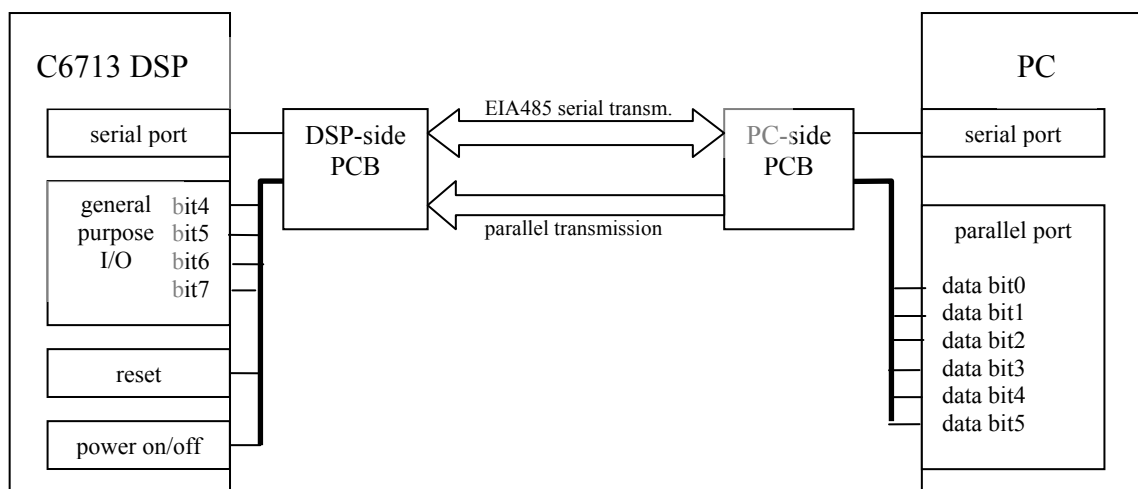 C6713 DSP
serial port
general
purpose
I/O
bit4
bit5
bit6
bit7
reset
power on/off
DSP-side
PCB
EIA485 serial transm.
parallel transmission
PC-side
PCB
PC
serial port
parallel port
data bit0
data bit1
data bit2
data bit3
data bit4
data bit5